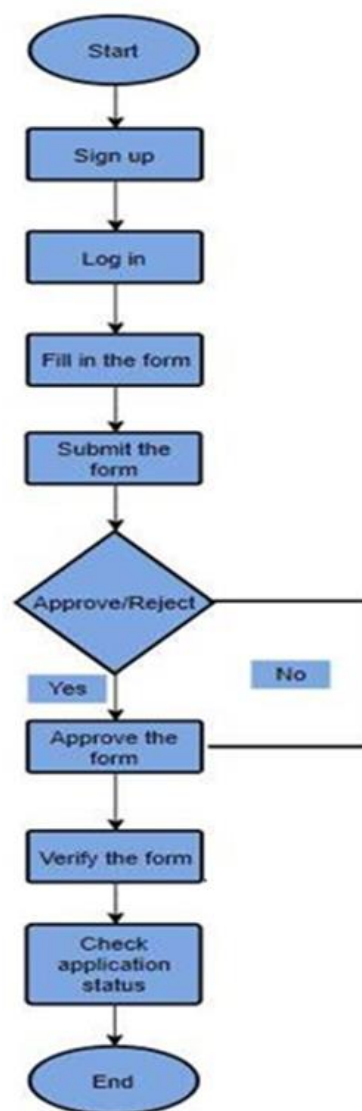 Start
Sign up
Log in
Fill in the form
Submit the
form
Approve/Reject
Yes
No
Approve the
form
Verify the form
Check
application
status
End